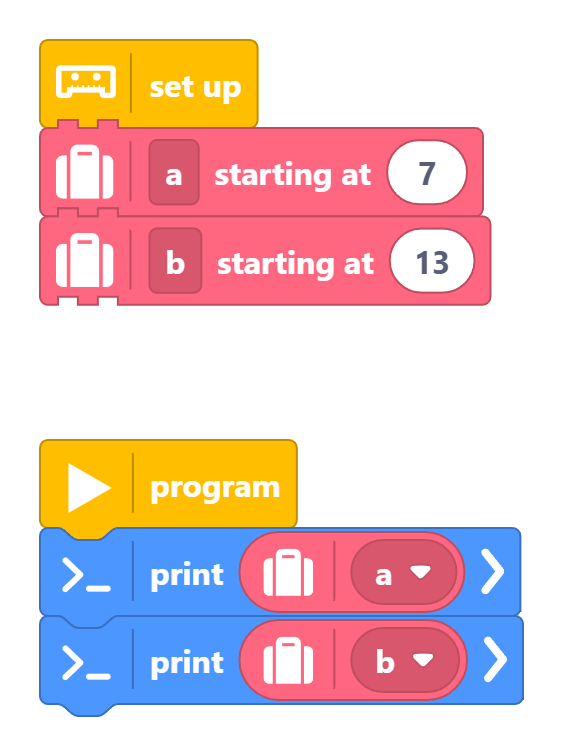 set up
a starting at 7
b starting at 13
program
print a
print b